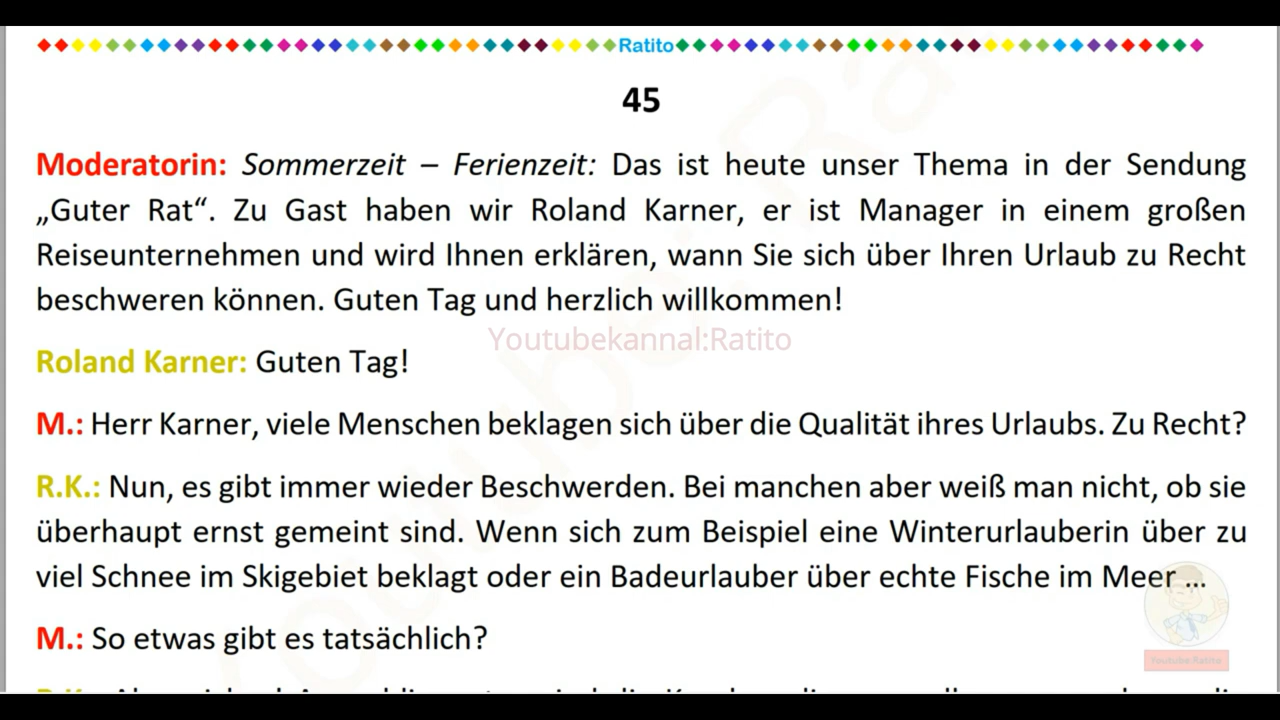 Ratito
45
Moderatorin: Sommerzeit – Ferienzeit: Das ist heute unser Thema in der Sendung
„Guter Rat“. Zu Gast haben wir Roland Karner, er ist Manager in einem großen
Reiseunternehmen und wird Ihnen erklären, wann Sie sich über Ihren Urlaub zu Recht
beschweren können. Guten Tag und herzlich willkommen!
Youtubekannal:Ratito
Roland Karner: Guten Tag!
M.: Herr Karner, viele Menschen beklagen sich über die Qualität ihres Urlaubs. Zu Recht?
R.K.: Nun, es gibt immer wieder Beschwerden. Bei manchen aber weiß man nicht, ob sie
überhaupt ernst gemeint sind. Wenn sich zum Beispiel eine Winterurlauberin über zu
viel Schnee im Skigebiet beklagt oder ein Badeurlauber über echte Fische im Meer ...
M.: So etwas gibt es tatsächlich?
Youtube:Ratito